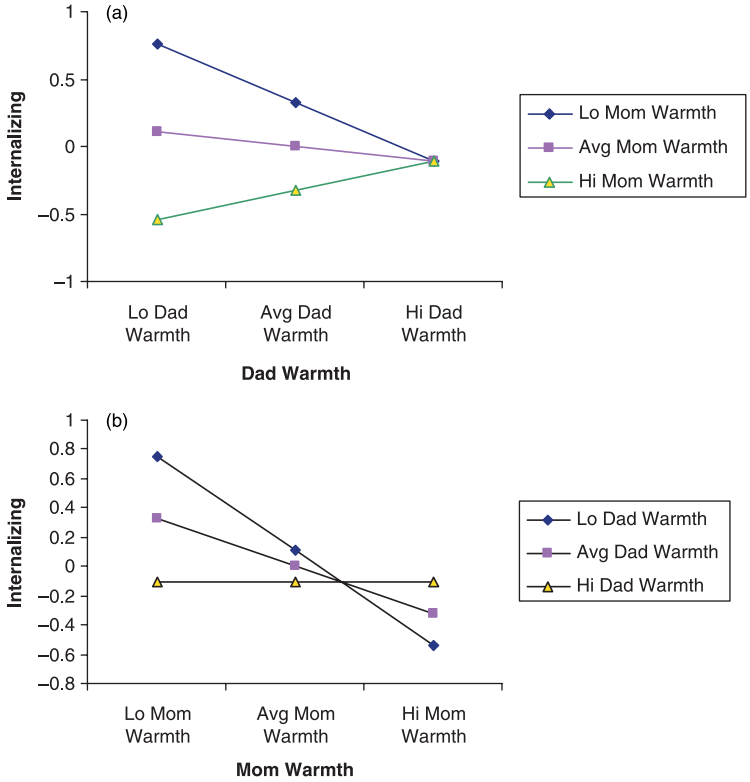 (a)
1
0.5
0
–0.5
–1
Internalizing
Lo Dad Warmth
Avg Dad Warmth
Hi Dad Warmth
Dad Warmth
Lo Mom Warmth
Avg Mom Warmth
Hi Mom Warmth
(b)
1
0.8
0.6
0.4
0.2
0
–0.2
–0.4
–0.6
–0.8
Internalizing
Lo Mom Warmth
Avg Mom Warmth
Hi Mom Warmth
Mom Warmth
Lo Dad Warmth
Avg Dad Warmth
Hi Dad Warmth